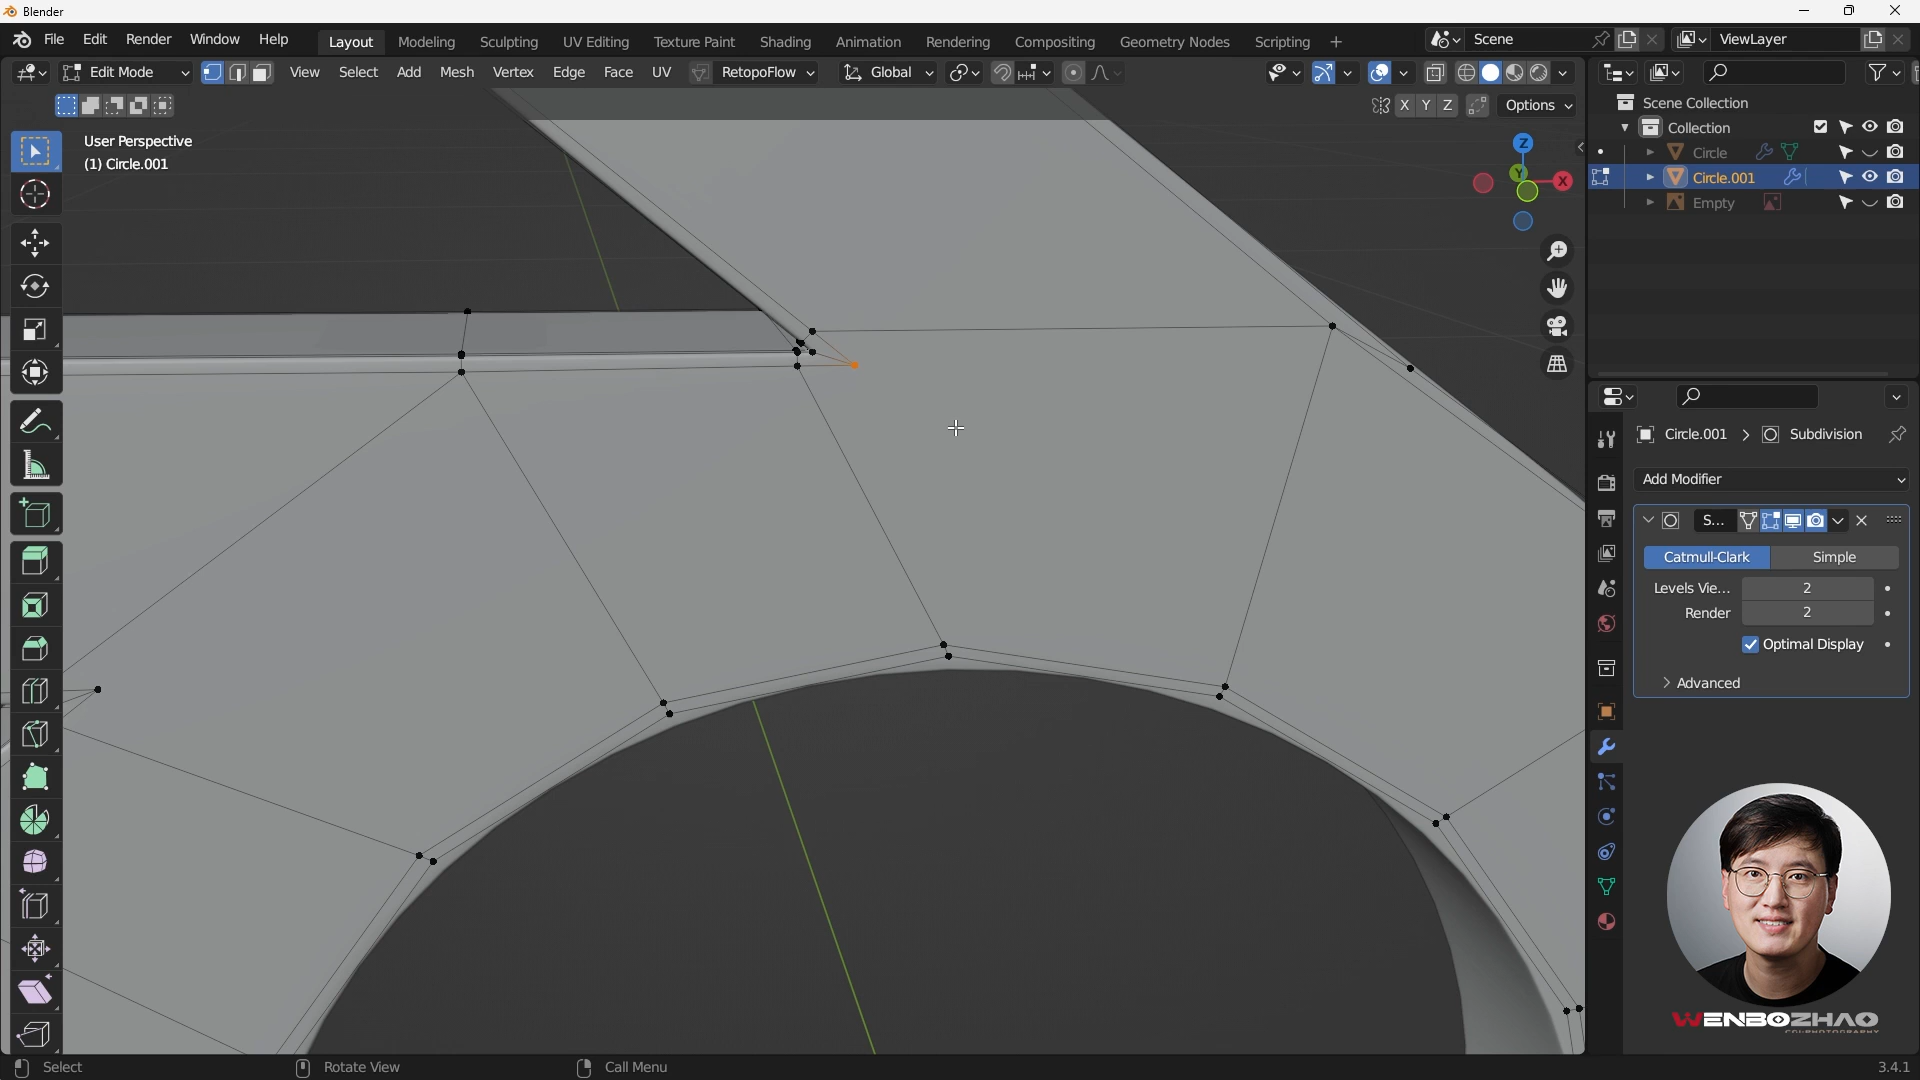 Blender
File Edit Render Window Help
Layout Modeling Sculpting UV Editing Texture Paint Shading Animation Rendering Compositing Geometry Nodes Scripting +
Scene
ViewLayer
Edit Mode
View Select Add Mesh Vertex Edge Face UV
RetopoFlow
Global
X Y Z
Options
User Perspective
(1) Circle.001
Z
Y
X
Scene Collection
Collection
Circle
Circle.001
Empty
Circle.001 > Subdivision
Add Modifier
S...
Catmull-Clark Simple
Levels Vie... 2
Render 2
Optimal Display
Advanced
WENBOZHAO
Select
Rotate View
Call Menu
3.4.1